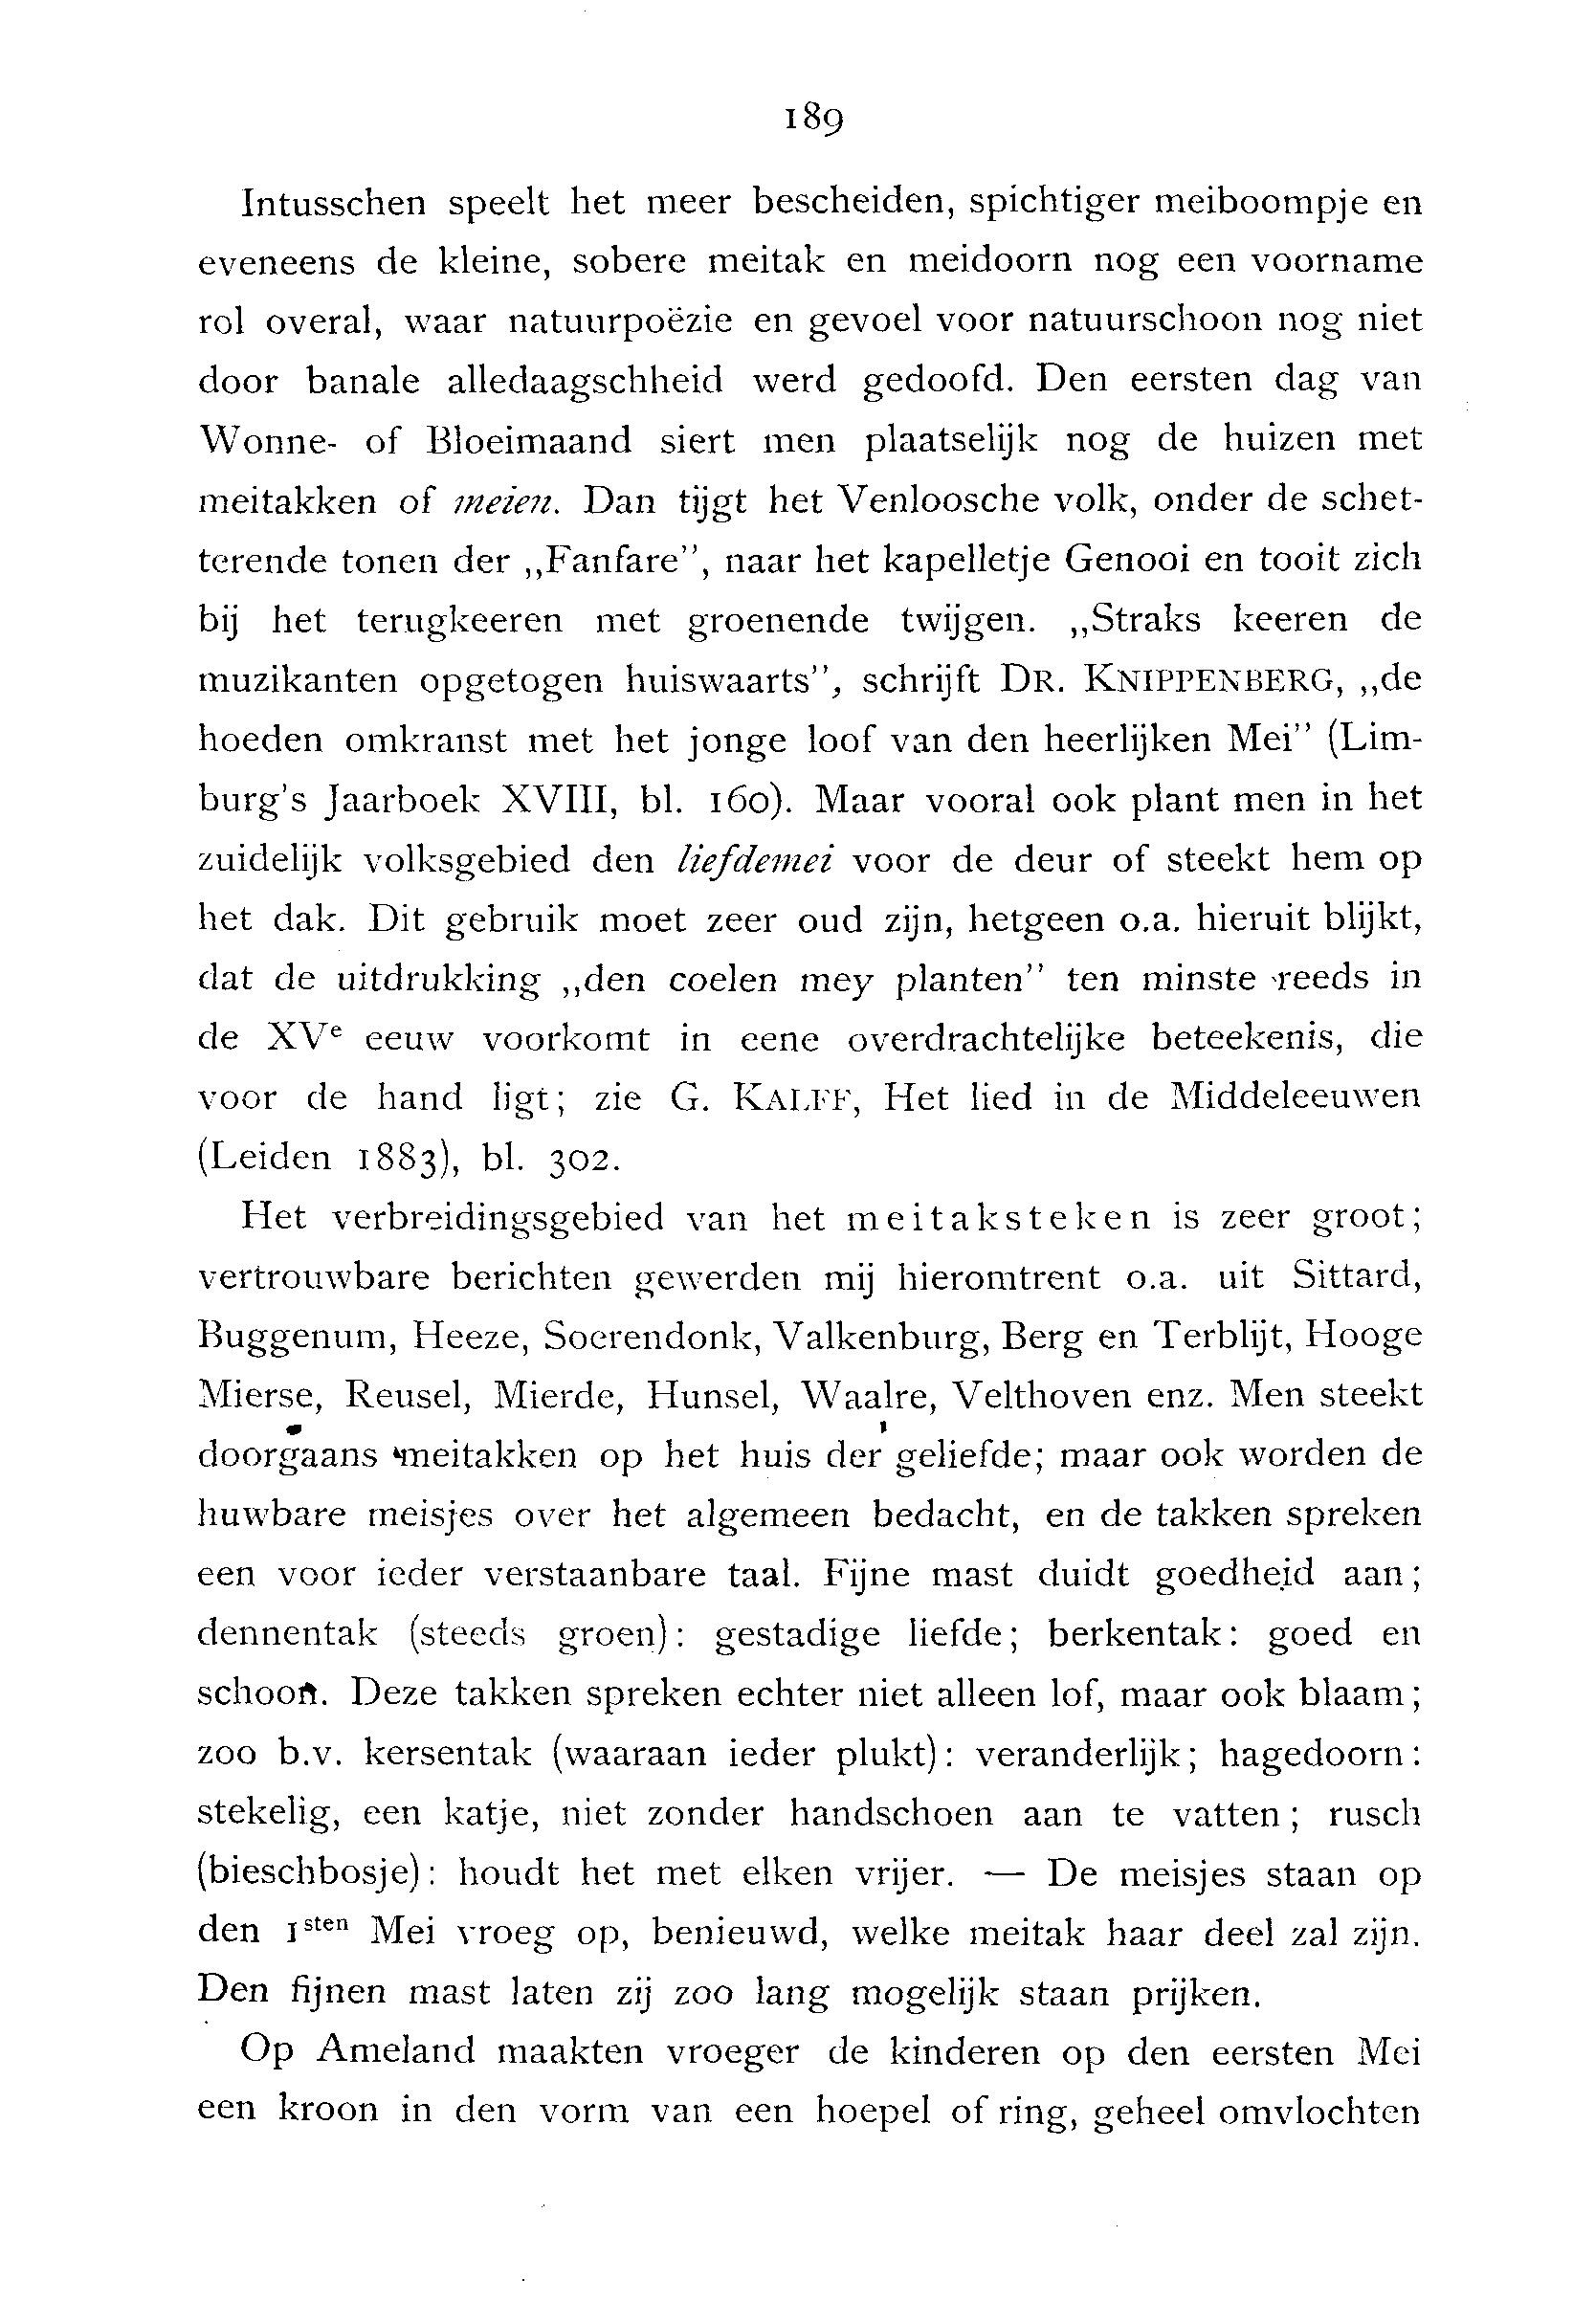 189
Intusschen speelt het meer bescheiden, spichtiger meiboompje en
eveneens de kleine, sobere meitak en meidoorn nog een voorname
rol overal, waar natuurpoëzie en gevoel voor natuurschoon nog niet
door banale alledaagschheid werd gedoofd. Den eersten dag van
Wonne- of Bloeimaand siert men plaatselijk nog de huizen met
meitakken of meien. Dan tijgt het Venloosche volk, onder de schet-
terende tonen der „Fanfare”, naar het kapelletje Genooi en tooit zich
bij het terugkeeren met groenende twijgen. „Straks keeren de
muzikanten opgetogen huiswaarts”, schrijft DR. KNIPPENBERG, „de
hoeden omkranst met het jonge loof van den heerlijken Mei” (Lim-
burg's Jaarboek XVIII, bl. 160). Maar vooral ook plant men in het
zuidelijk volksgebied den liefdemei voor de deur of steekt hem op
het dak. Dit gebruik moet zeer oud zijn, hetgeen o.a. hieruit blijkt,
dat de uitdrukking „den coelen mey planten” ten minste reeds in
de XVe eeuw voorkomt in eene overdrachtelijke beteekenis, die
voor de hand ligt; zie G. KALFF, Het lied in de Middeleeuwen
(Leiden 1883), bl. 302.
Het verbreidingsgebied van het meitaksteken is zeer groot;
vertrouwbare berichten gewerden mij hieromtrent o.a. uit Sittard,
Buggenum, Heeze, Soerendonk, Valkenburg, Berg en Terblijt, Hooge
Mierse, Reusel, Mierde, Hunsel, Waalre, Velthoven enz. Men steekt
doorgaans meitakken op het huis der geliefde; maar ook worden de
huwbare meisjes over het algemeen bedacht, en de takken spreken
een voor ieder verstaanbare taal. Fijne mast duidt goedheid aan;
dennentak (steeds groen): gestadige liefde; berkentak: goed en
schoon. Deze takken spreken echter niet alleen lof, maar ook blaam;
zoo b.v. kersentak (waaraan ieder plukt): veranderlijk; hagedoorn:
stekelig, een katje, niet zonder handschoen aan te vatten; rusch
(bieschbosje): houdt het met elken vrijer. — De meisjes staan op
den 1sten Mei vroeg op, benieuwd, welke meitak haar deel zal zijn.
Den fijnen mast laten zij zoo lang mogelijk staan prijken.
Op Ameland maakten vroeger de kinderen op den eersten Mei
een kroon in den vorm van een hoepel of ring, geheel omvlochten